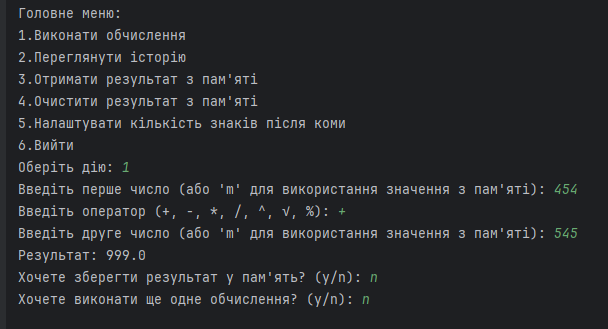 Головне меню:
1.Виконати обчислення
2.Переглянути історію
3.Отримати результат з пам'яті
4.Очистити результат з пам'яті
5.Налаштувати кількість знаків після коми
6.Вийти
Оберіть дію: 1
Введіть перше число (або 'm' для використання значення з пам'яті): 454
Введіть оператор (+, -, *, /, ^, √, %): +
Введіть друге число (або 'm' для використання значення з пам'яті): 545
Результат: 999.0
Хочете зберегти результат у пам'ять? (y/n): n
Хочете виконати ще одне обчислення? (y/n): n